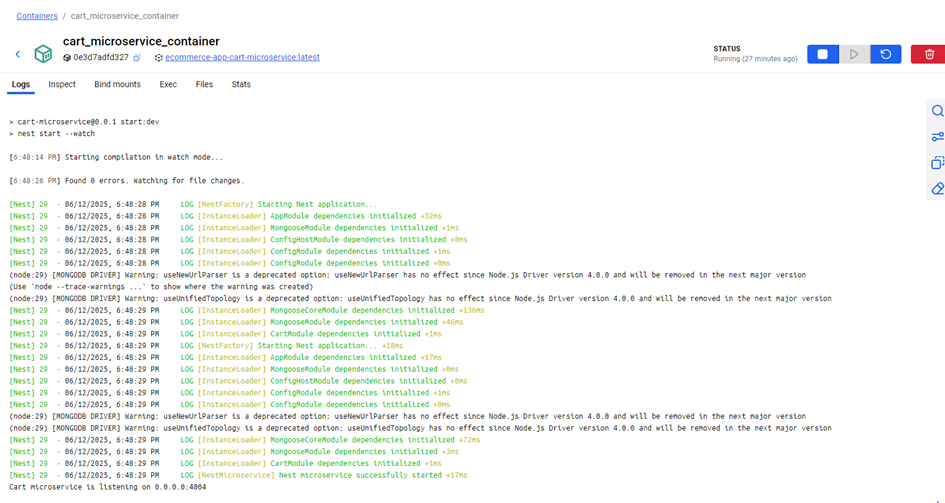 Containers / cart_microservice_container
cart_microservice_container
0e3d7adfd327 ecommerce-app-cart-microservice:latest
STATUS
Running (27 minutes ago)
Logs Inspect Bind mounts Exec Files Stats
> cart-microservice@0.0.1 start:dev
> nest start --watch
[6:48:14 PM] Starting compilation in watch mode...
[6:48:26 PM] Found 0 errors. Watching for file changes.
[Nest] 29 - 06/12/2025, 6:48:28 PM LOG [NestFactory] Starting Nest application...
[Nest] 29 - 06/12/2025, 6:48:28 PM LOG [InstanceLoader] AppModule dependencies initialized +32ms
[Nest] 29 - 06/12/2025, 6:48:28 PM LOG [InstanceLoader] MongooseModule dependencies initialized +1ms
[Nest] 29 - 06/12/2025, 6:48:28 PM LOG [InstanceLoader] ConfigHostModule dependencies initialized +0ms
[Nest] 29 - 06/12/2025, 6:48:28 PM LOG [InstanceLoader] ConfigModule dependencies initialized +1ms
[Nest] 29 - 06/12/2025, 6:48:28 PM LOG [InstanceLoader] ConfigModule dependencies initialized +0ms
(node:29) [MONGODB DRIVER] Warning: useNewUrlParser is a deprecated option: useNewUrlParser has no effect since Node.js Driver version 4.0.0 and will be removed in the next major version
(Use `node --trace-warnings ...` to show where the warning was created)
(node:29) [MONGODB DRIVER] Warning: useUnifiedTopology is a deprecated option: useUnifiedTopology has no effect since Node.js Driver version 4.0.0 and will be removed in the next major version
[Nest] 29 - 06/12/2025, 6:48:29 PM LOG [InstanceLoader] MongooseCoreModule dependencies initialized +136ms
[Nest] 29 - 06/12/2025, 6:48:29 PM LOG [InstanceLoader] MongooseModule dependencies initialized +46ms
[Nest] 29 - 06/12/2025, 6:48:29 PM LOG [InstanceLoader] CartModule dependencies initialized +1ms
[Nest] 29 - 06/12/2025, 6:48:29 PM LOG [NestFactory] Starting Nest application... +18ms
[Nest] 29 - 06/12/2025, 6:48:29 PM LOG [InstanceLoader] AppModule dependencies initialized +17ms
[Nest] 29 - 06/12/2025, 6:48:29 PM LOG [InstanceLoader] MongooseModule dependencies initialized +0ms
[Nest] 29 - 06/12/2025, 6:48:29 PM LOG [InstanceLoader] ConfigHostModule dependencies initialized +0ms
[Nest] 29 - 06/12/2025, 6:48:29 PM LOG [InstanceLoader] ConfigModule dependencies initialized +1ms
[Nest] 29 - 06/12/2025, 6:48:29 PM LOG [InstanceLoader] ConfigModule dependencies initialized +0ms
(node:29) [MONGODB DRIVER] Warning: useNewUrlParser is a deprecated option: useNewUrlParser has no effect since Node.js Driver version 4.0.0 and will be removed in the next major version
(node:29) [MONGODB DRIVER] Warning: useUnifiedTopology is a deprecated option: useUnifiedTopology has no effect since Node.js Driver version 4.0.0 and will be removed in the next major version
[Nest] 29 - 06/12/2025, 6:48:29 PM LOG [InstanceLoader] MongooseCoreModule dependencies initialized +72ms
[Nest] 29 - 06/12/2025, 6:48:29 PM LOG [InstanceLoader] MongooseModule dependencies initialized +3ms
[Nest] 29 - 06/12/2025, 6:48:29 PM LOG [InstanceLoader] CartModule dependencies initialized +1ms
[Nest] 29 - 06/12/2025, 6:48:29 PM LOG [NestMicroservice] Nest microservice successfully started +17ms
Cart microservice is listening on 0.0.0.0:4004